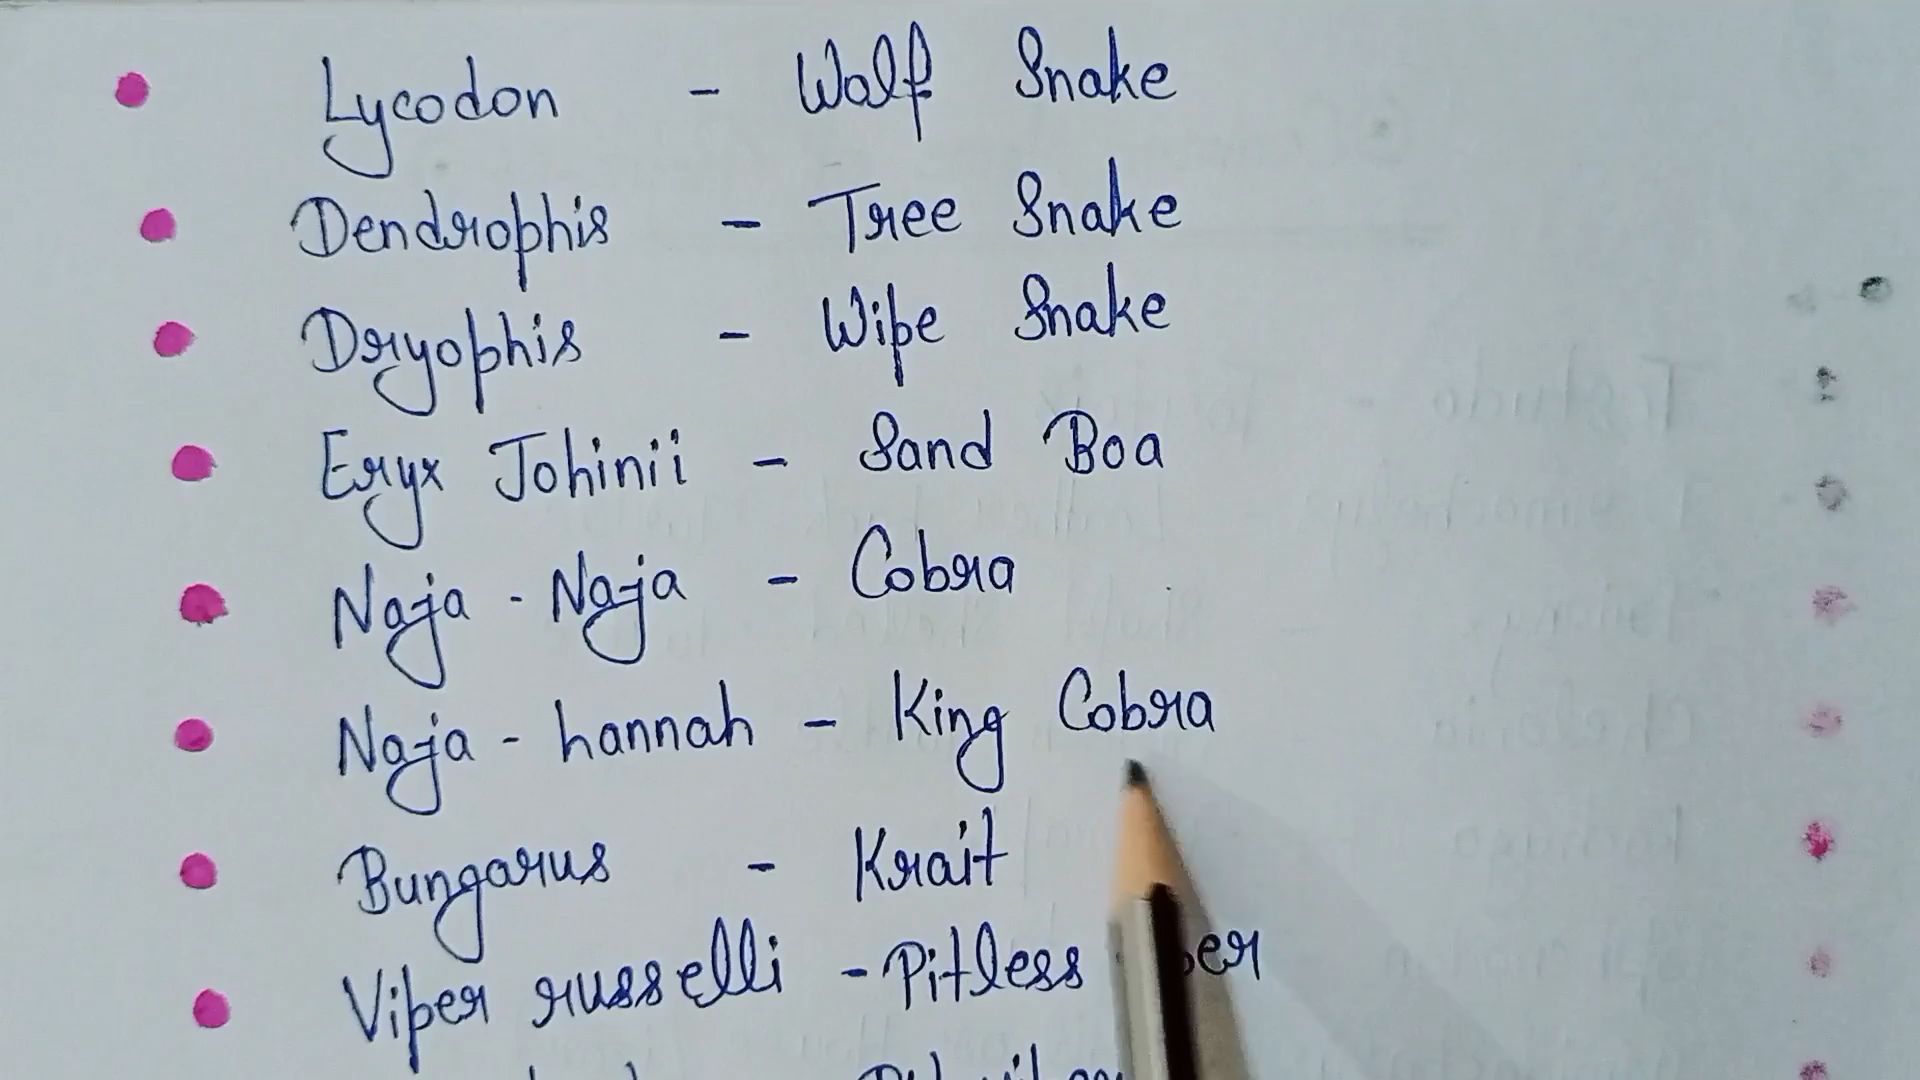 Lycodon - Wolf Snake
Dendrophis - Tree Snake
Dryophis - Wipe Snake
Eryx Johinii - Sand Boa
Naja - Naja - Cobra
Naja - hannah - King Cobra
Bungarus - Krait
Viper russelli - Pitless